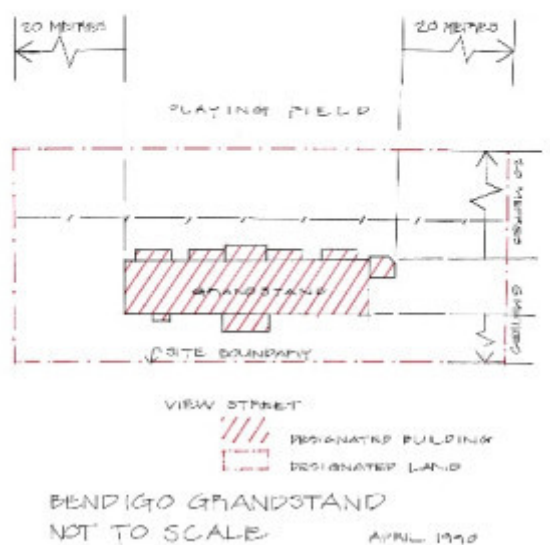 20 METRES
20 METRES
PLAYING FIELD
20 METRES
GRANDSTAND
SITE BOUNDARY
VIEW STREET
DESIGNATED BUILDING
DESIGNATED LAND
BENDIGO GRANDSTAND
NOT TO SCALE
APRIL 1990